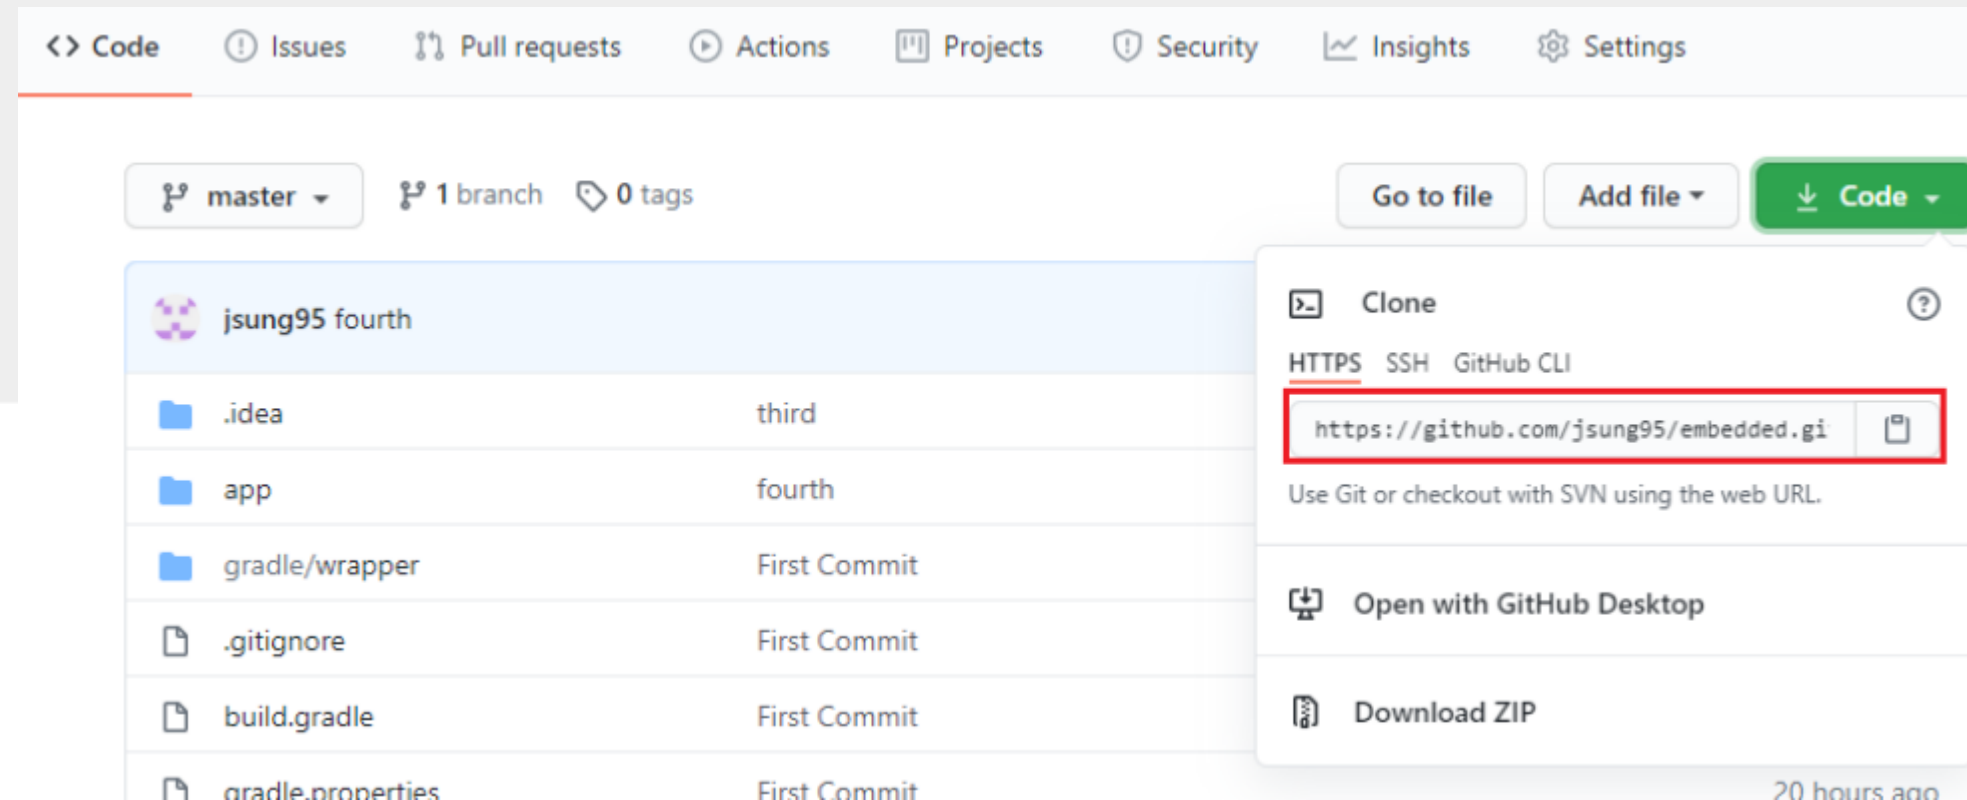 Code Issues Pull requests Actions Projects Security Insights Settings
master 1 branch 0 tags Go to file Add file Code
jsung95 fourth
.idea third
app fourth
gradle/wrapper First Commit
.gitignore First Commit
build.gradle First Commit
gradle.properties First Commit 20 hours ago
Clone
HTTPS SSH GitHub CLI
https://github.com/jsung95/embedded.gi
Use Git or checkout with SVN using the web URL.
Open with GitHub Desktop
Download ZIP